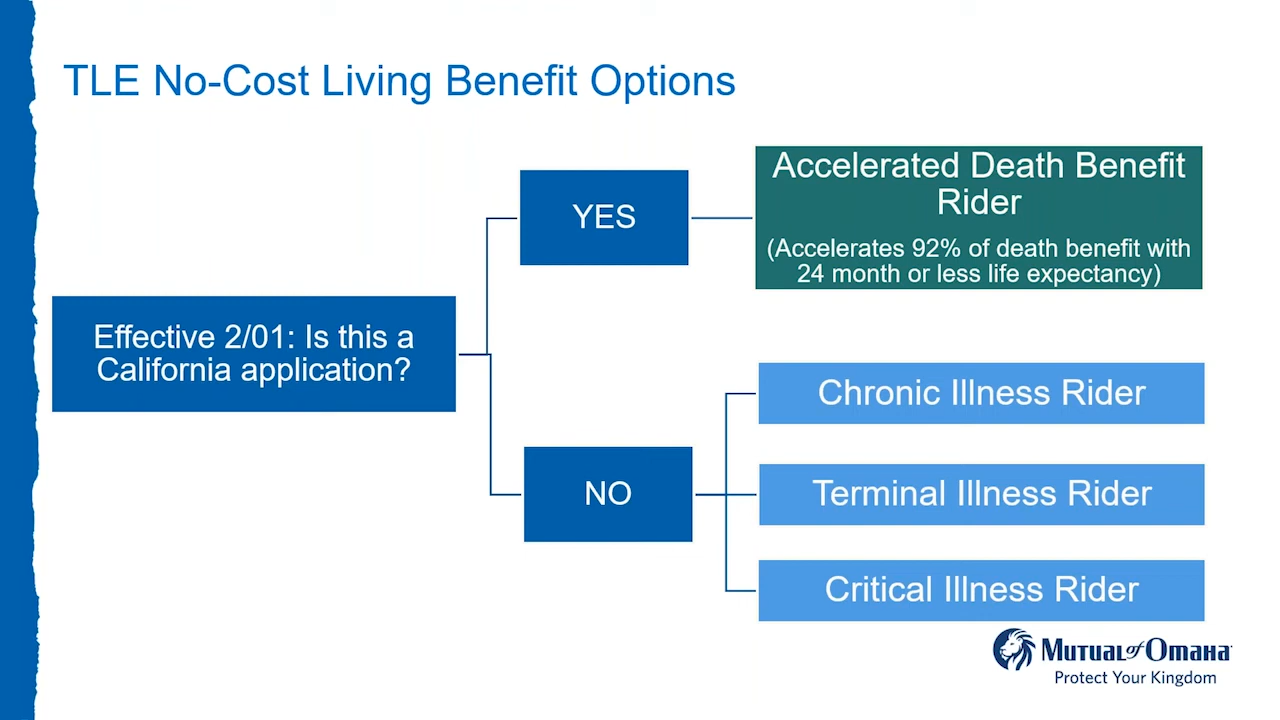 TLE No-Cost Living Benefit Options
YES
Accelerated Death Benefit
Rider
(Accelerates 92% of death benefit with
24 month or less life expectancy)
Effective 2/01: Is this a
California application?
NO
Chronic Illness Rider
Terminal Illness Rider
Critical Illness Rider
Mutual of Omaha
Protect Your Kingdom